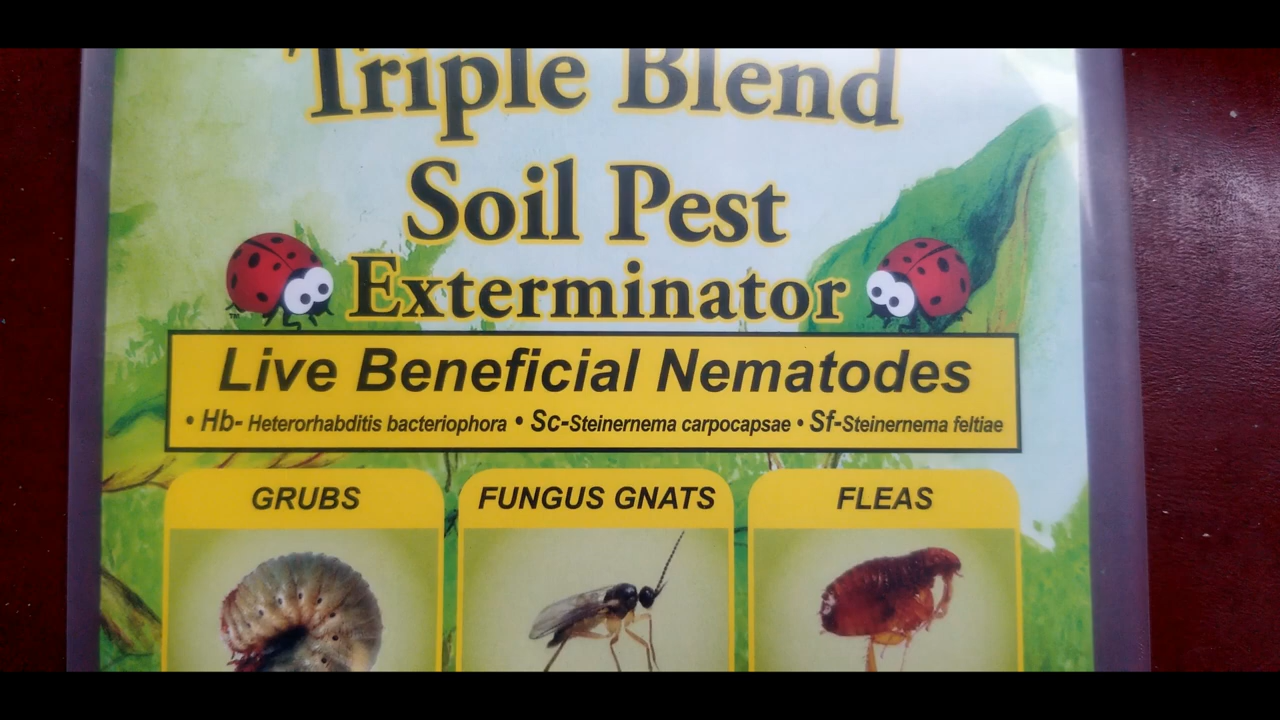 Triple Blend
Soil Pest
Exterminator
TM
Live Beneficial Nematodes
• Hb- Heterorhabditis bacteriophora • Sc-Steinernema carpocapsae • Sf-Steinernema feltiae
GRUBS FUNGUS GNATS FLEAS